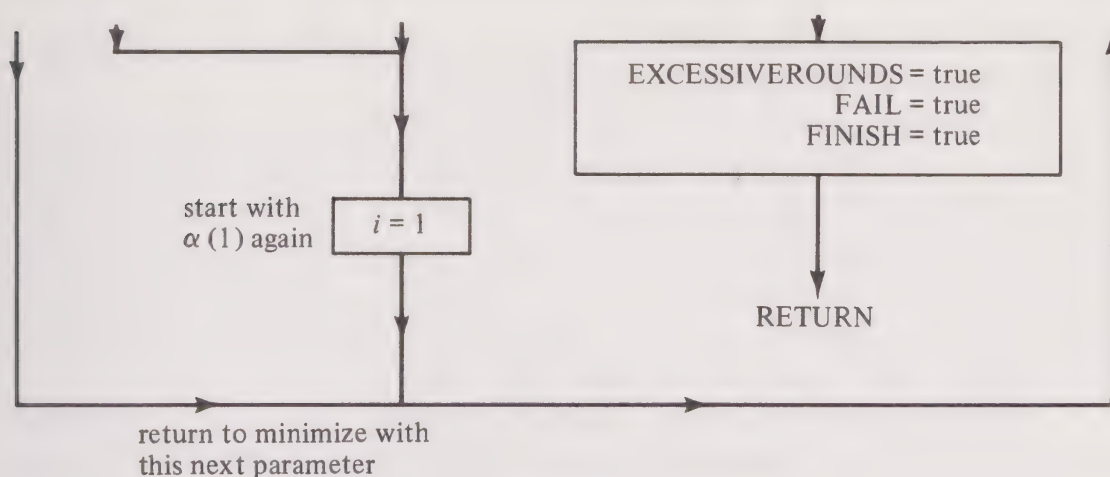 EXCESSIVEROUNDS = true
FAIL = true
FINISH = true
start with
α (1) again
i = 1
RETURN
return to minimize with
this next parameter